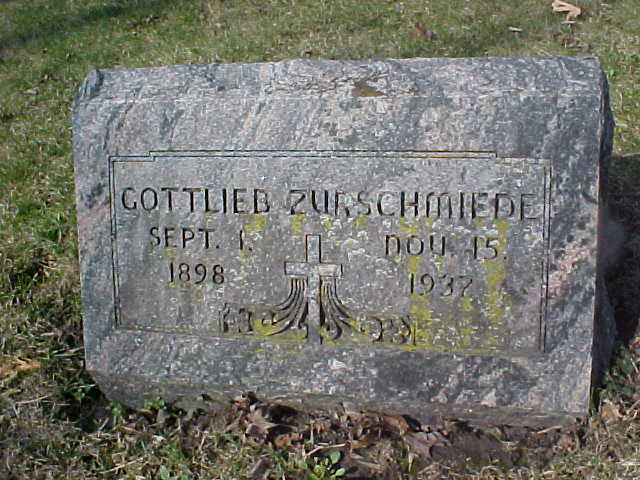 GOTTLIEB ZURSCHMIEDE
SEPT. 1. NOV. 15.
1898 1937